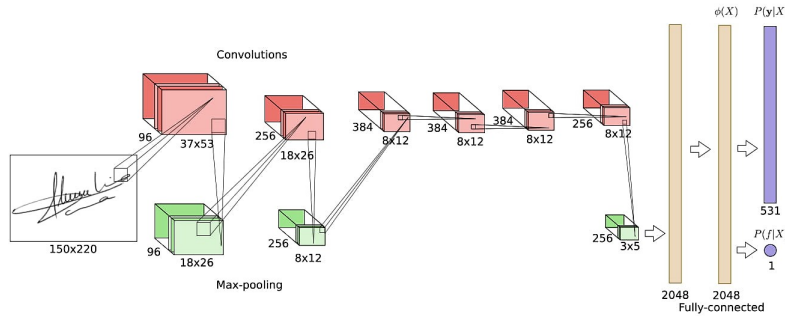 ϕ(X)
P(y|X
Convolutions
96
37x53
256
18x26
384
8x12
384
8x12
384
8x12
256
8x12
150x220
96
18x26
Max-pooling
8x12
256
3x5
531
P(f|X
1
2048
2048
Fully-connected